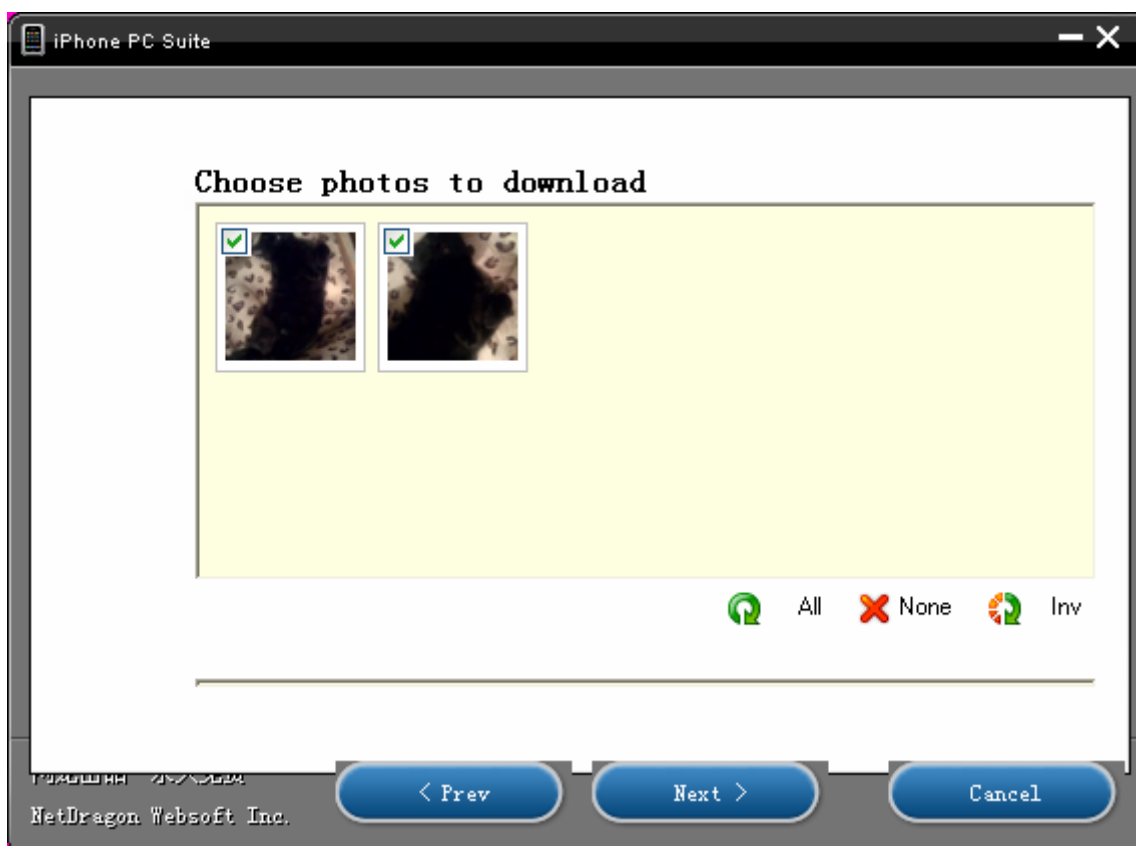 iPhone PC Suite
Choose photos to download
All
None
Inv
< Prev
Next >
Cancel
NetDragon Websoft Inc.